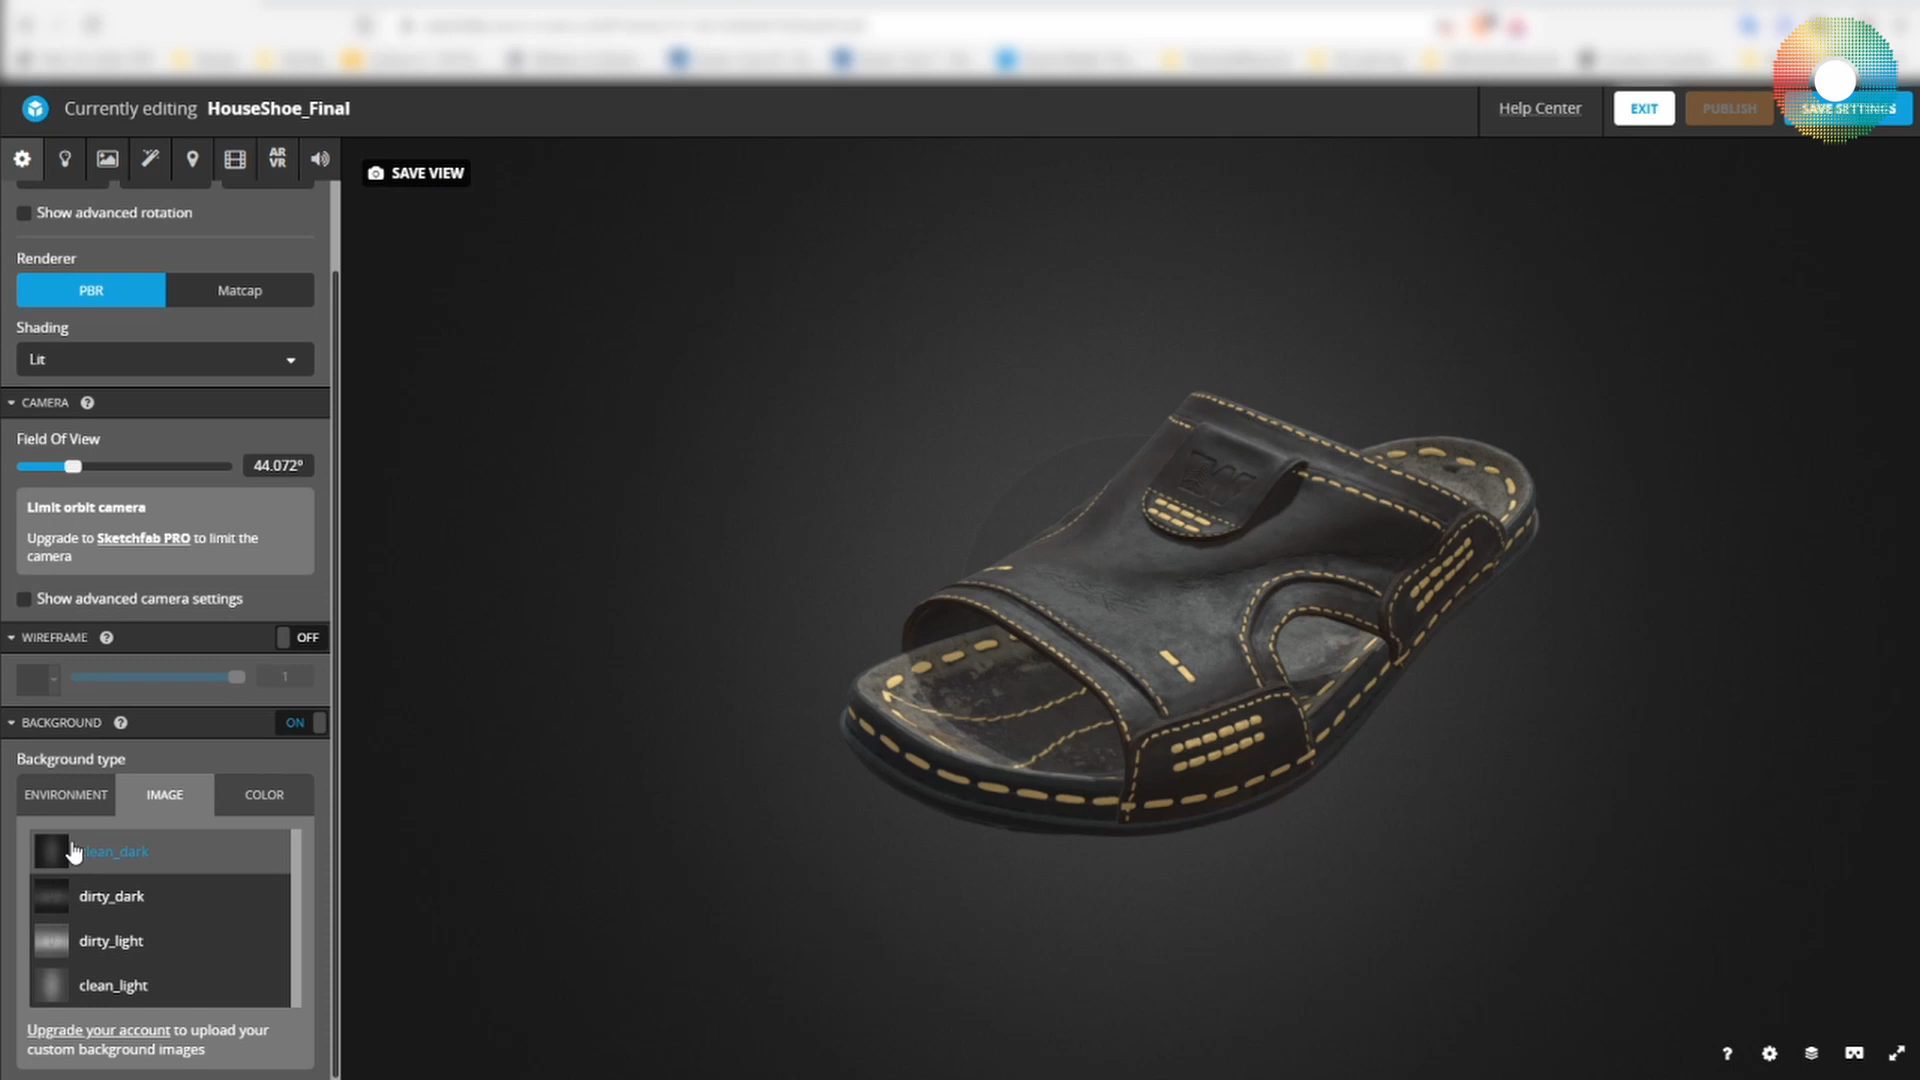 Currently editing HouseShoe_Final
Help Center
EXIT
PUBLISH
SAVE SETTINGS
AR
VR
SAVE VIEW
Show advanced rotation
Renderer
PBR
Matcap
Shading
Lit
CAMERA
Field Of View
44.072°
Limit orbit camera
Upgrade to Sketchfab PRO to limit the
camera
Show advanced camera settings
WIREFRAME
OFF
1
BACKGROUND
ON
Background type
ENVIRONMENT
IMAGE
COLOR
clean_dark
dirty_dark
dirty_light
clean_light
Upgrade your account to upload your
custom background images